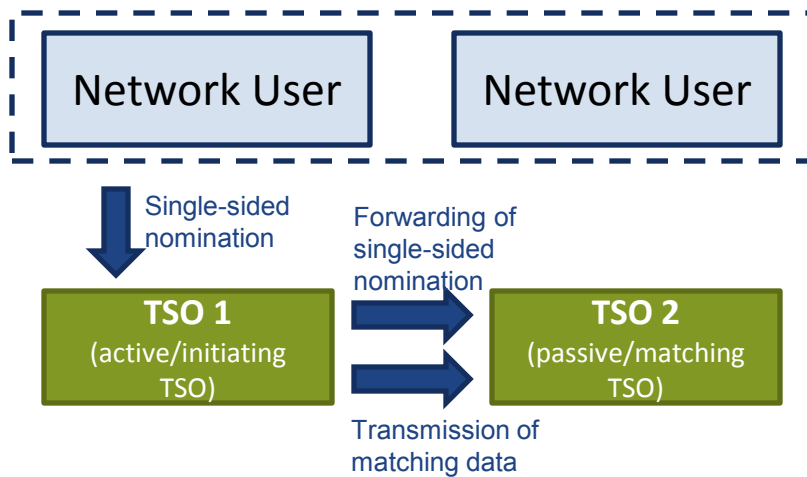 Network User
Network User
Single-sided
nomination
Forwarding of
single-sided
nomination
TSO 1
(active/initiating
TSO)
TSO 2
(passive/matching
TSO)
Transmission of
matching data